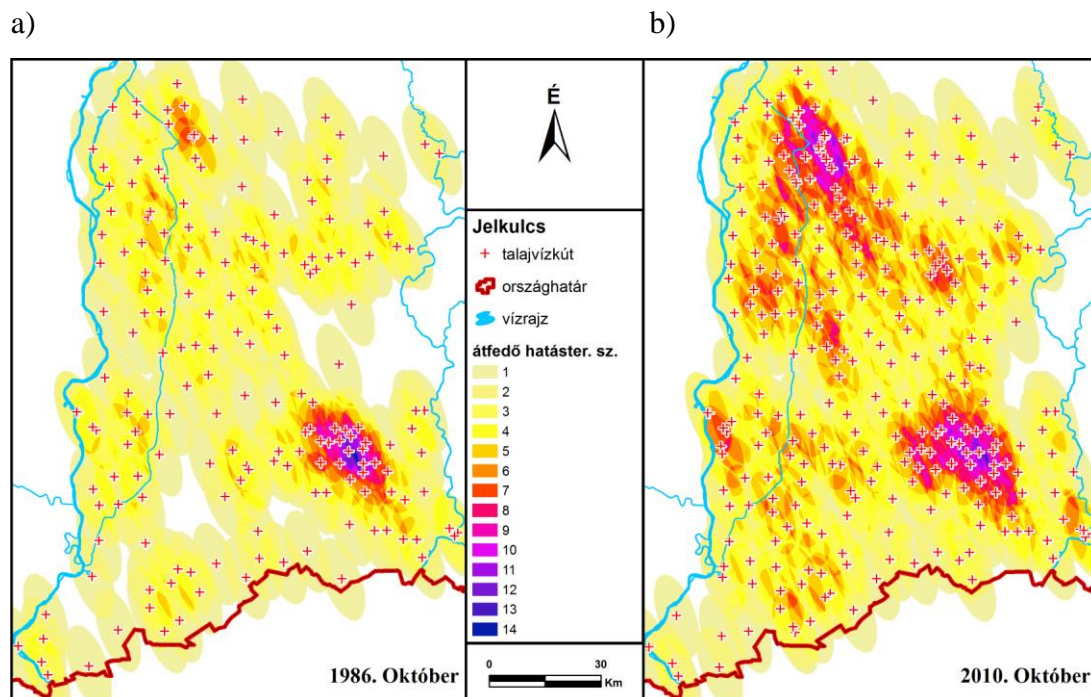 a)
b)
É
Jelkulcs
talajvízkút
országhatár
vízrajz
átfedő hatáster. sz.
1
2
3
4
5
6
7
8
9
10
11
12
13
14
0
30
Km
1986. Október
2010. Október